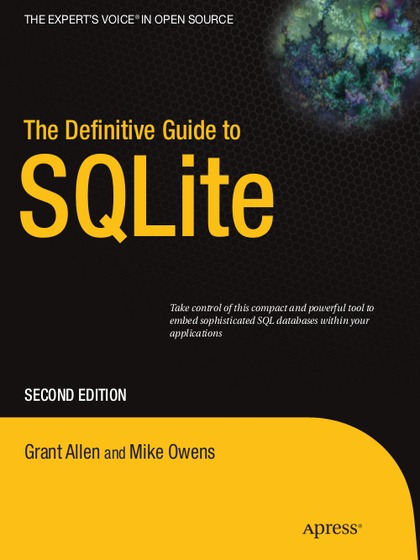 THE EXPERT'S VOICE® IN OPEN SOURCE
The Definitive Guide to
SQLite
Take control of this compact and powerful tool to
embed sophisticated SQL databases within your
applications
SECOND EDITION
Grant Allen and Mike Owens
Apress®